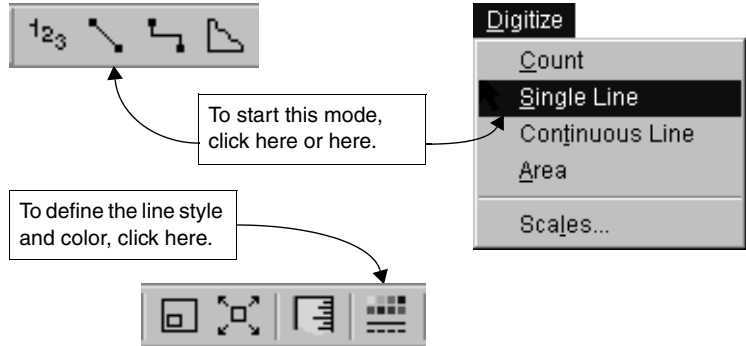 123
Digitize
Count
Single Line
Continuous Line
Area
Scales...
To start this mode,
click here or here.
To define the line style
and color, click here.